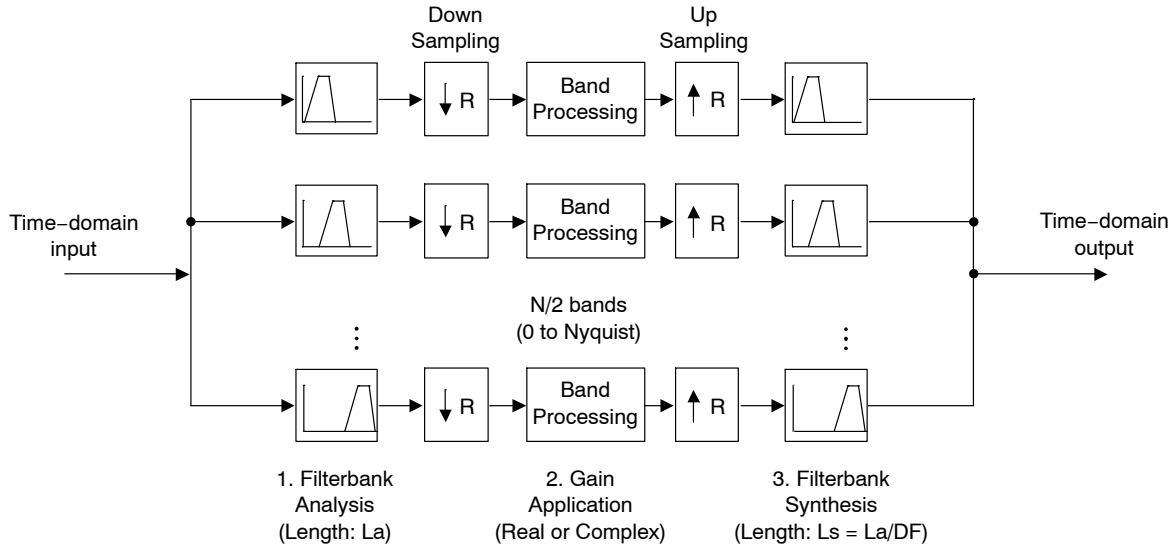 Down
Sampling
Up
Sampling
R
Band
Processing
R
R
Band
Processing
R
Time−domain
input
Time−domain
output
N/2 bands
(0 to Nyquist)
R
Band
Processing
R
1. Filterbank
Analysis
(Length: La)
2. Gain
Application
(Real or Complex)
3. Filterbank
Synthesis
(Length: Ls = La/DF)